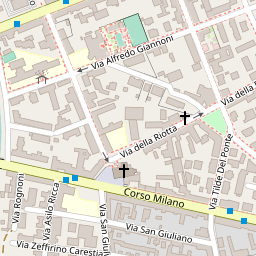 Via Alfredo Giannoni
Via della
Via della Riotta
Via Tilde Del Ponte
Corso Milano
Via Rognoni
Via Asilo Ricca
Via San Giuliano
Via San Giuli
Via Zeffirino Carestia